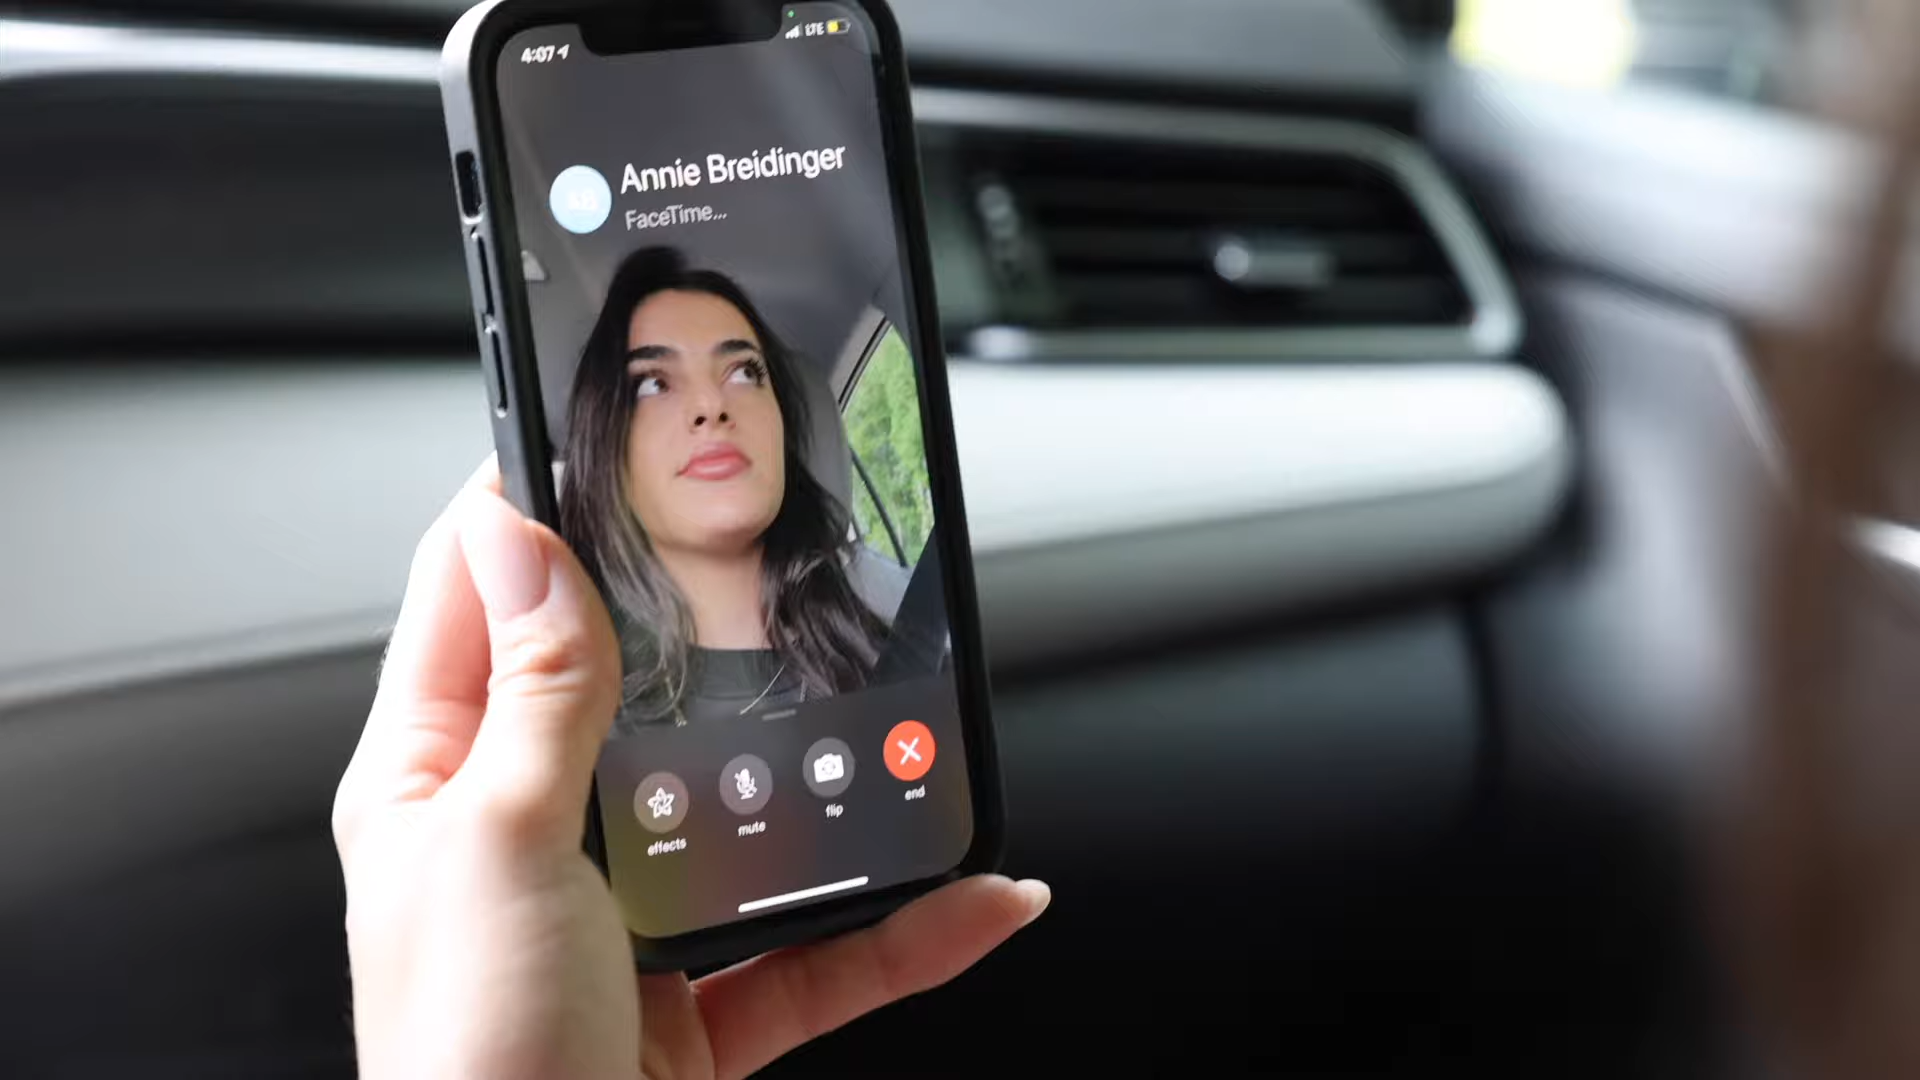 4:07
LTE
Annie Breidinger
FaceTime...
effects
mute
flip
end